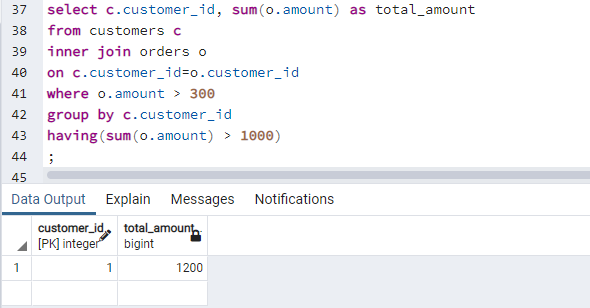 37 select c.customer_id, sum(o.amount) as total_amount
38 from customers c
39 inner join orders o
40 on c.customer_id=o.customer_id
41 where o.amount > 300
42 group by c.customer_id
43 having(sum(o.amount) > 1000)
44 ;
45
Data Output Explain Messages Notifications
customer_id total_amount
[PK] integer bigint
1 1 1200